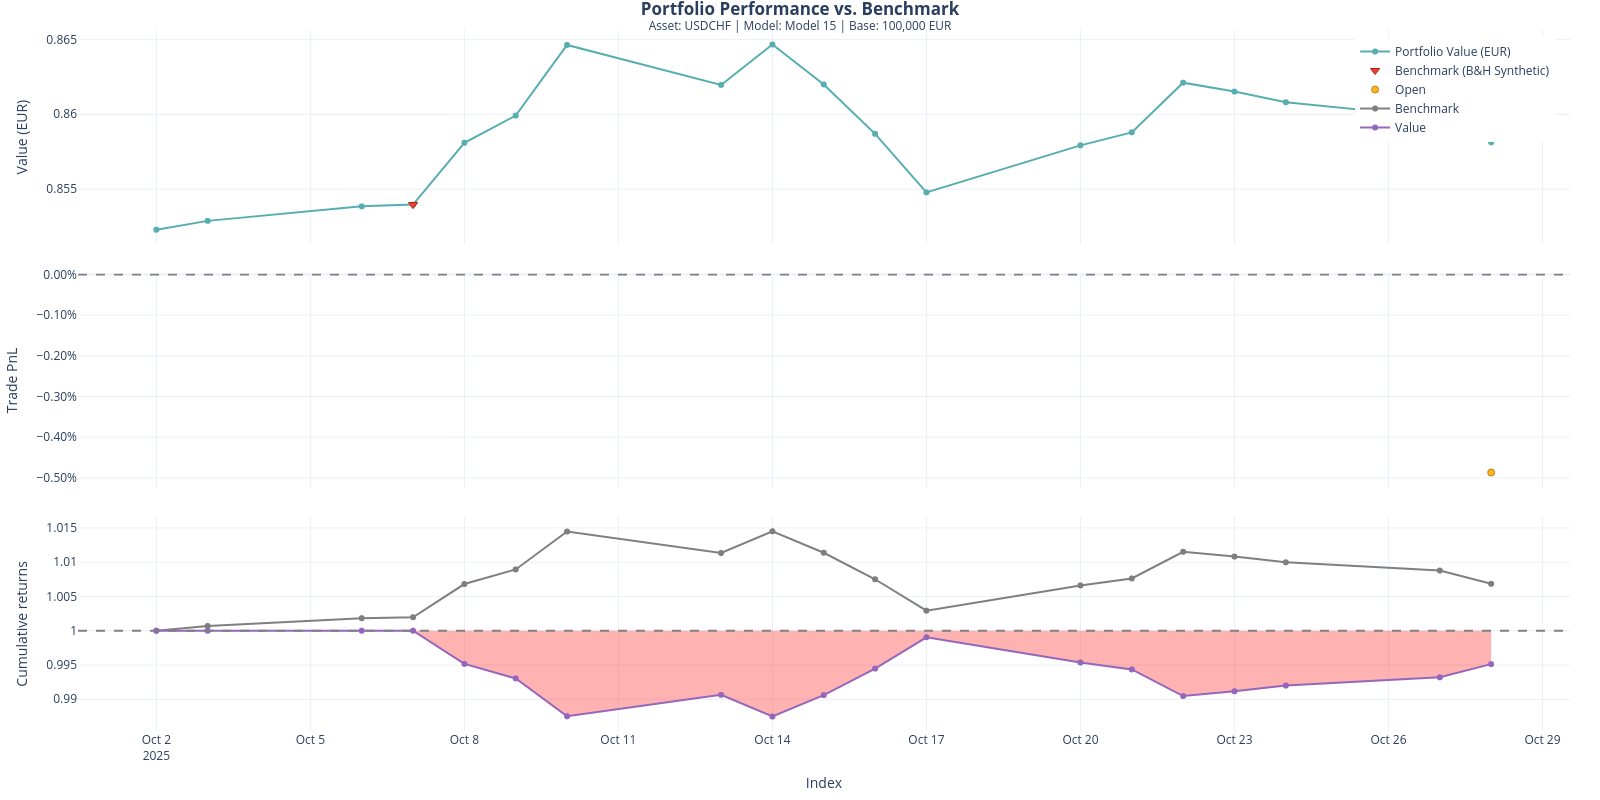 Portfolio Performance vs. Benchmark
Asset: USDCHF | Model: Model 15 | Base: 100,000 EUR
Portfolio Value (EUR)
Benchmark (B&H Synthetic)
Open
Benchmark
Value
Value (EUR)
0.865
0.86
0.855
Trade PnL
0.00%
−0.10%
−0.20%
−0.30%
−0.40%
−0.50%
Cumulative returns
1.015
1.01
1.005
1
0.995
0.99
Oct 2
2025
Oct 5
Oct 8
Oct 11
Oct 14
Oct 17
Oct 20
Oct 23
Oct 26
Oct 29
Index